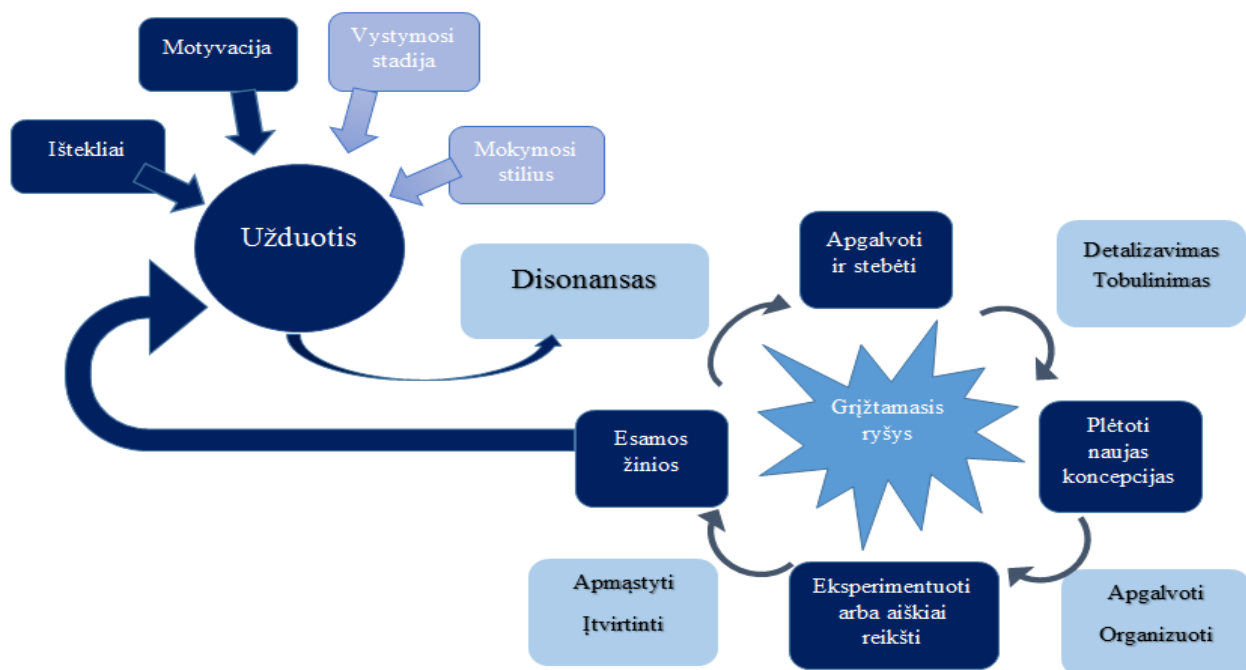 Motyvacija
Vystymosi
stadija
Ištekliai
Mokymosi
stilius
Užduotis
Disonansas
Apgalvoti
ir stebėti
Detalizavimas
Tobulinimas
Grįžtamasis
ryšys
Esamos
žinios
Plėtoti
naujas
koncepcijas
Apmąstyti
Įtvirtinti
Eksperimentuoti
arba aiškiai
reikšti
Apgalvoti
Organizuoti